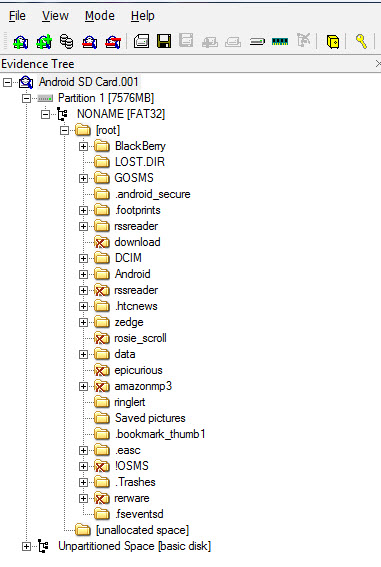 File View Mode Help
Evidence Tree
Android SD Card.001
Partition 1 [7576MB]
NONAME [FAT32]
[root]
BlackBerry
LOST.DIR
GOSMS
.android_secure
.footprints
rssreader
download
DCIM
Android
rssreader
.htcnews
zedge
rosie_scroll
data
epicurious
amazonmp3
ringlert
Saved pictures
.bookmark_thumb1
.easc
!OSMS
.Trashes
rerware
.fseventsd
[unallocated space]
Unpartitioned Space [basic disk]